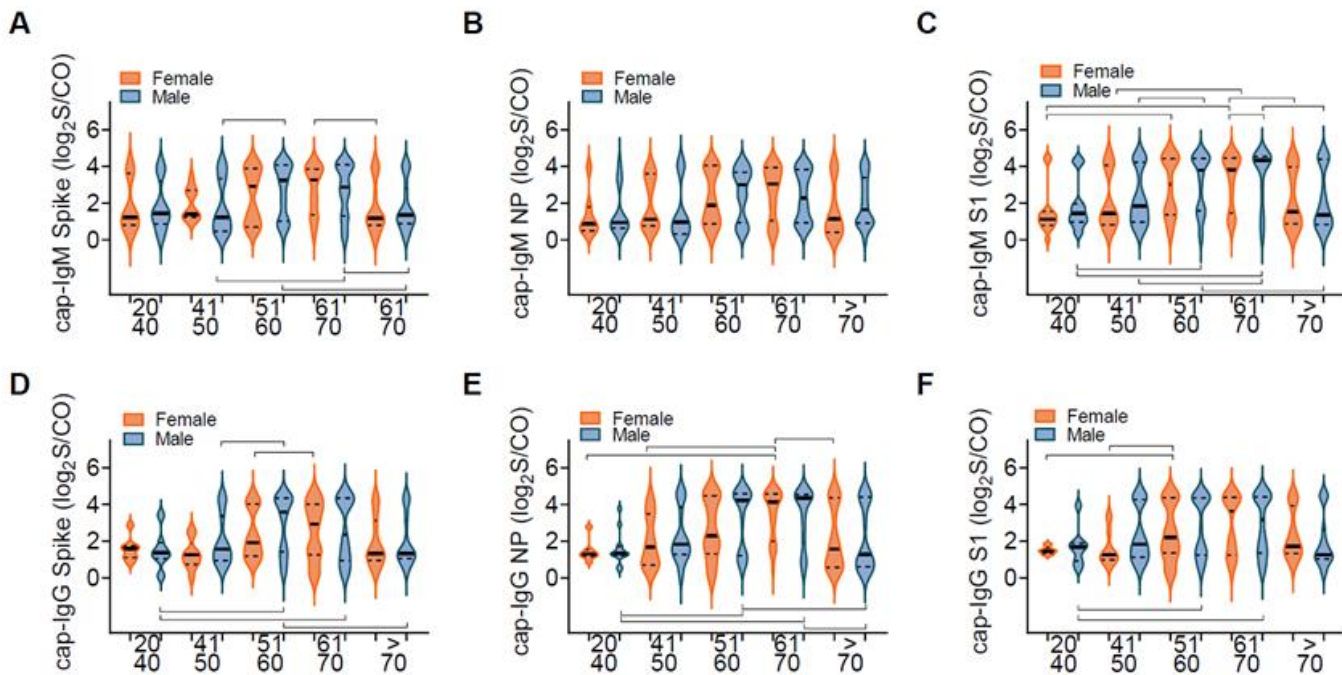 A
cap-IgM Spike (log₂S/CO)
Female
Male
6
4
2
0
20 41 51 61 61
40 50 60 70 70
B
cap-IgM NP (log₂S/CO)
Female
Male
6
4
2
0
20 41 51 61 >
40 50 60 70 70
C
cap-IgM S1 (log₂S/CO)
Female
Male
6
4
2
0
20 41 51 61 >
40 50 60 70 70
D
cap-IgG Spike (log₂S/CO)
Female
Male
6
4
2
0
20 41 51 61 >
40 50 60 70 70
E
cap-IgG NP (log₂S/CO)
Female
Male
6
4
2
0
20 41 51 61 >
40 50 60 70 70
F
cap-IgG S1 (log₂S/CO)
Female
Male
6
4
2
0
20 41 51 61 >
40 50 60 70 70